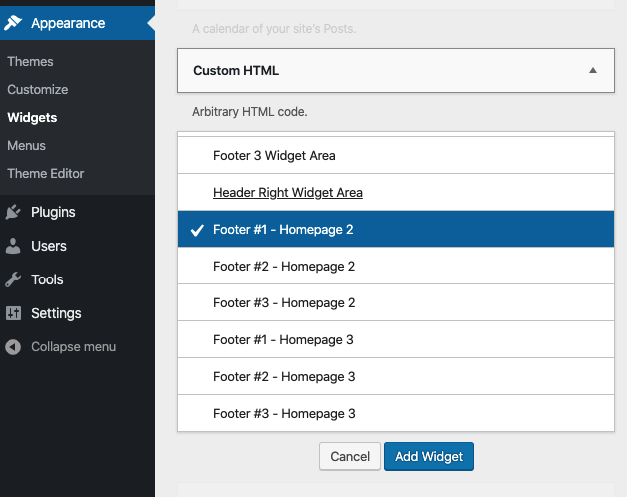 Appearance
Themes
Customize
Widgets
Menus
Theme Editor
Plugins
Users
Tools
Settings
Collapse menu
A calendar of your site's Posts.
Custom HTML
Arbitrary HTML code.
Footer 3 Widget Area
Header Right Widget Area
Footer #1 - Homepage 2
Footer #2 - Homepage 2
Footer #3 - Homepage 2
Footer #1 - Homepage 3
Footer #2 - Homepage 3
Footer #3 - Homepage 3
Cancel Add Widget